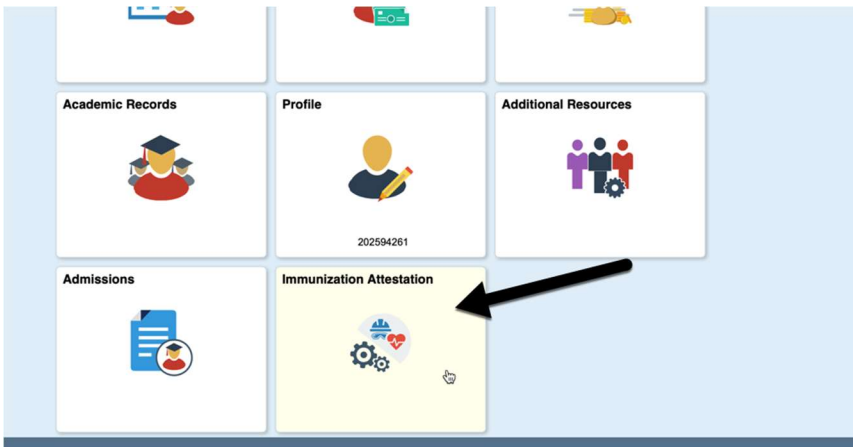 Academic Records
Profile
Additional Resources
202594261
Admissions
Immunization Attestation